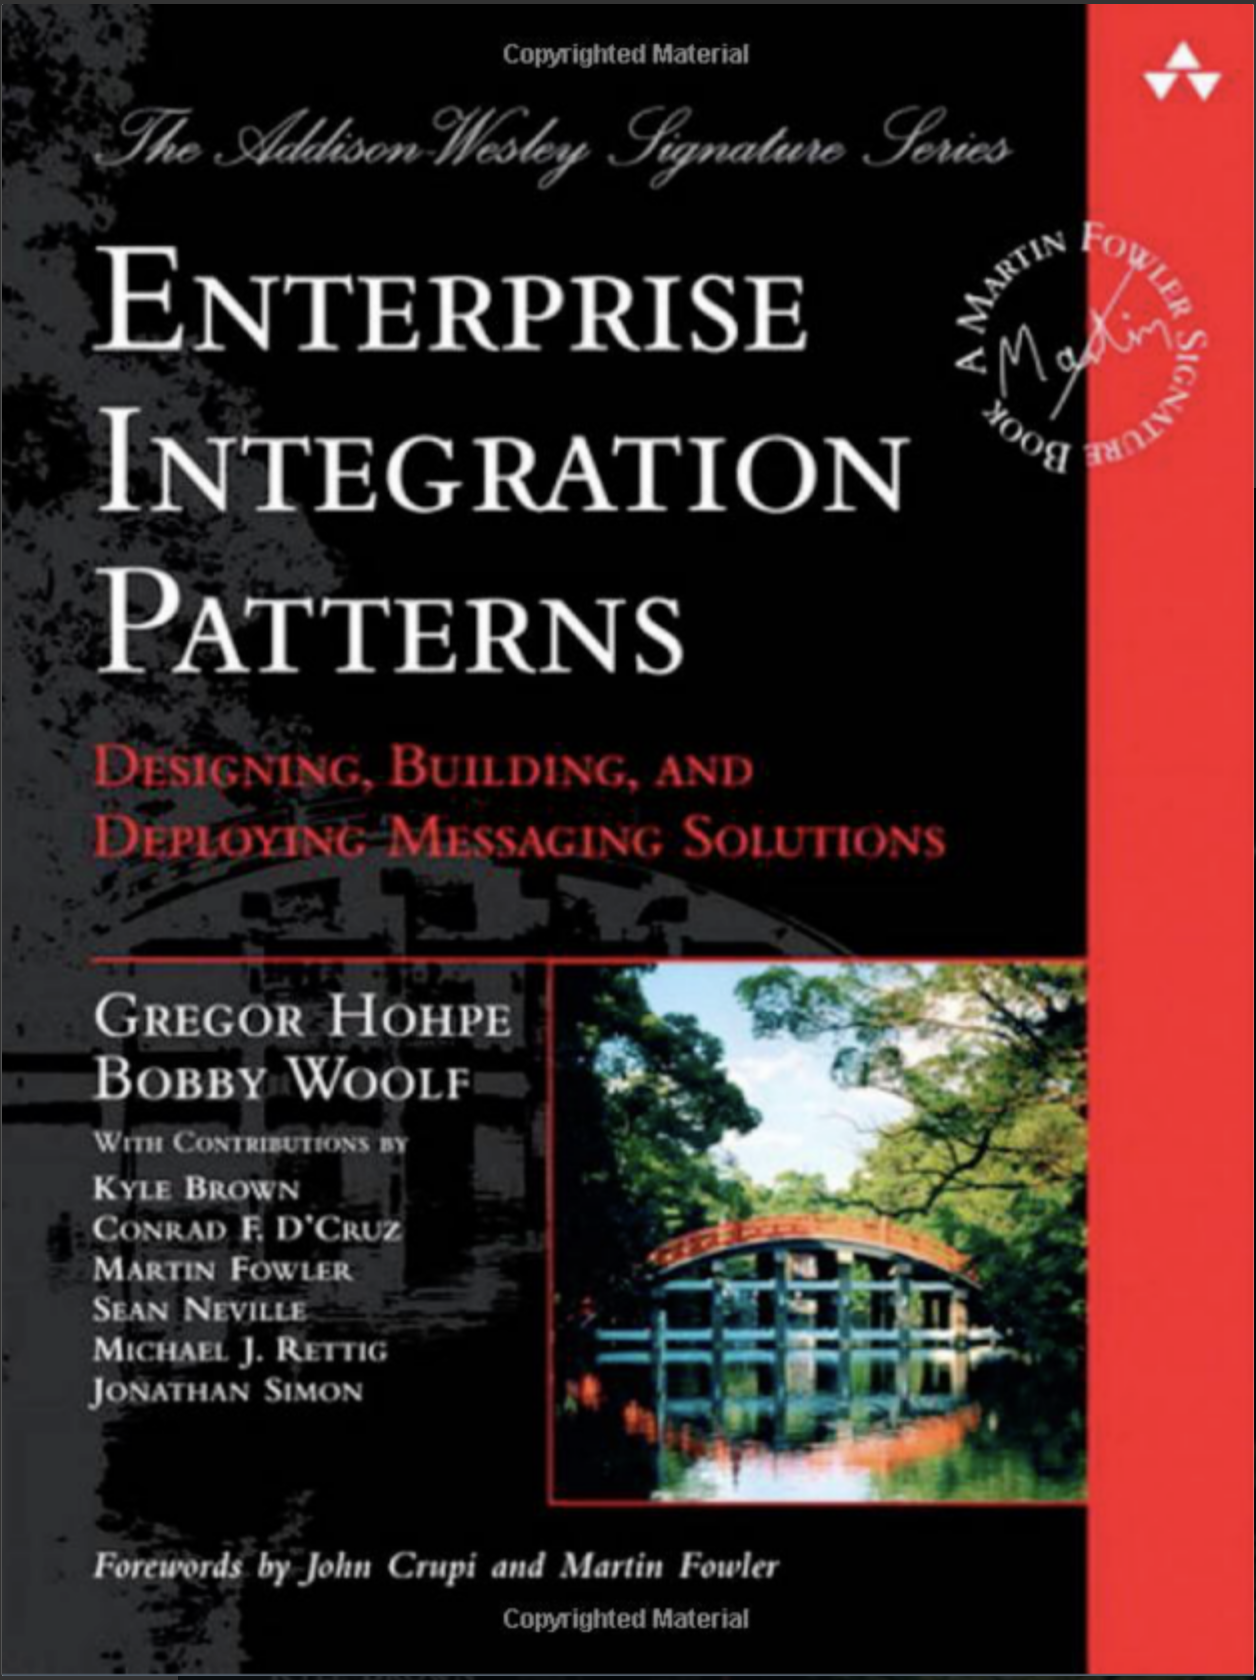 Copyrighted Material
The Addison-Wesley Signature Series
A MARTIN FOWLER SIGNATURE BOOK
Martin
ENTERPRISE
INTEGRATION
PATTERNS
DESIGNING, BUILDING, AND
DEPLOYING MESSAGING SOLUTIONS
GREGOR HOHPE
BOBBY WOOLF
WITH CONTRIBUTIONS BY
KYLE BROWN
CONRAD F. D'CRUZ
MARTIN FOWLER
SEAN NEVILLE
MICHAEL J. RETTIG
JONATHAN SIMON
Forewords by John Crupi and Martin Fowler
Copyrighted Material